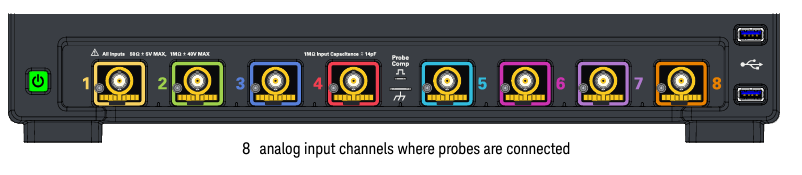 All Inputs 50Ω ± 5V MAX, 1MΩ ± 40V MAX
1MΩ Input Capacitance = 14pF
Probe
Comp
1 2 3 4 5 6 7 8
8 analog input channels where probes are connected